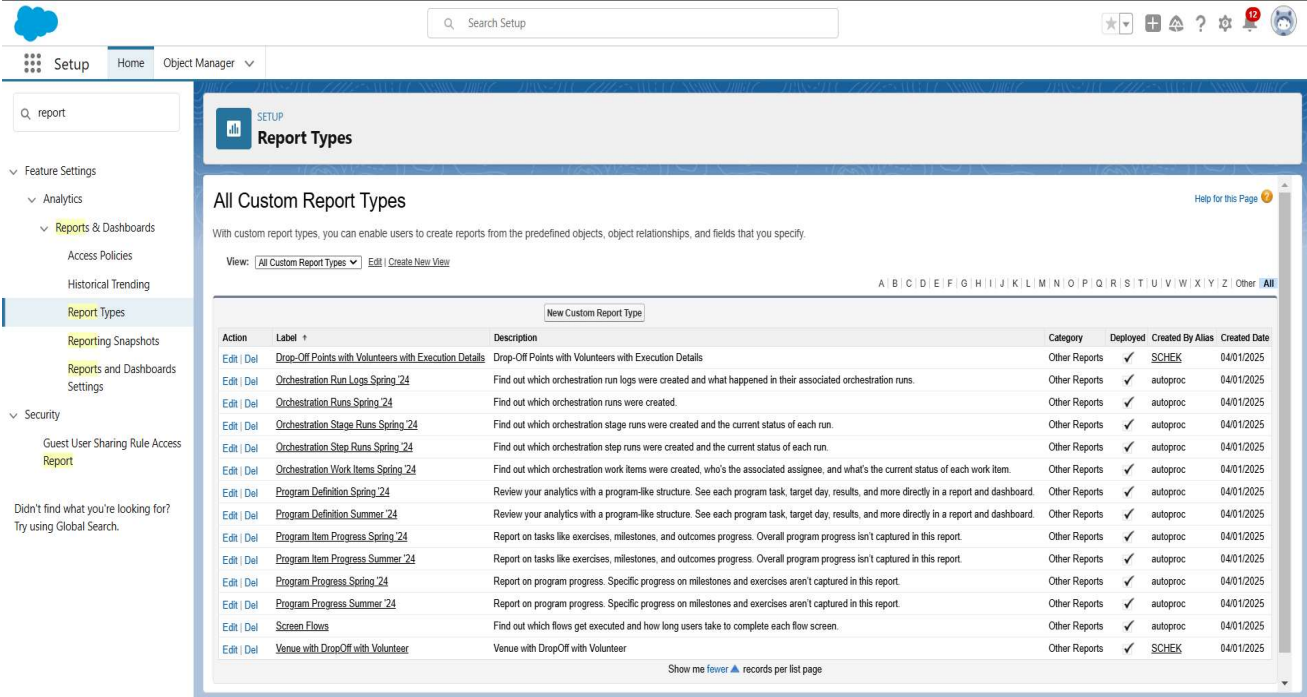 Search Setup
12
Setup Home Object Manager
report
Feature Settings
Analytics
Reports & Dashboards
Access Policies
Historical Trending
Report Types
Reporting Snapshots
Reports and Dashboards
Settings
Security
Guest User Sharing Rule Access
Report
Didn't find what you're looking for?
Try using Global Search.
SETUP
Report Types
All Custom Report Types
Help for this Page ?
With custom report types, you can enable users to create reports from the predefined objects, object relationships, and fields that you specify.
View: All Custom Report Types Edit | Create New View
A | B | C | D | E | F | G | H | I | J | K | L | M | N | O | P | Q | R | S | T | U | V | W | X | Y | Z | Other All
New Custom Report Type
Action Label ↑ Description Category Deployed Created By Alias Created Date
Edit | Del Drop-Off Points with Volunteers with Execution Details Drop-Off Points with Volunteers with Execution Details Other Reports ✓ SCHEK 04/01/2025
Edit | Del Orchestration Run Logs Spring '24 Find out which orchestration run logs were created and what happened in their associated orchestration runs. Other Reports ✓ autoproc 04/01/2025
Edit | Del Orchestration Runs Spring '24 Find out which orchestration runs were created. Other Reports ✓ autoproc 04/01/2025
Edit | Del Orchestration Stage Runs Spring '24 Find out which orchestration stage runs were created and the current status of each run. Other Reports ✓ autoproc 04/01/2025
Edit | Del Orchestration Step Runs Spring '24 Find out which orchestration step runs were created and the current status of each run. Other Reports ✓ autoproc 04/01/2025
Edit | Del Orchestration Work Items Spring '24 Find out which orchestration work items were created, who's the associated assignee, and what's the current status of each work item. Other Reports ✓ autoproc 04/01/2025
Edit | Del Program Definition Spring '24 Review your analytics with a program-like structure. See each program task, target day, results, and more directly in a report and dashboard. Other Reports ✓ autoproc 04/01/2025
Edit | Del Program Definition Summer '24 Review your analytics with a program-like structure. See each program task, target day, results, and more directly in a report and dashboard. Other Reports ✓ autoproc 04/01/2025
Edit | Del Program Item Progress Spring '24 Report on tasks like exercises, milestones, and outcomes progress. Overall program progress isn't captured in this report. Other Reports ✓ autoproc 04/01/2025
Edit | Del Program Item Progress Summer '24 Report on tasks like exercises, milestones, and outcomes progress. Overall program progress isn't captured in this report. Other Reports ✓ autoproc 04/01/2025
Edit | Del Program Progress Spring '24 Report on program progress. Specific progress on milestones and exercises aren't captured in this report. Other Reports ✓ autoproc 04/01/2025
Edit | Del Program Progress Summer '24 Report on program progress. Specific progress on milestones and exercises aren't captured in this report. Other Reports ✓ autoproc 04/01/2025
Edit | Del Screen Flows Find out which flows get executed and how long users take to complete each flow screen. Other Reports ✓ autoproc 04/01/2025
Edit | Del Venue with DropOff with Volunteer Venue with DropOff with Volunteer Other Reports ✓ SCHEK 04/01/2025
Show me fewer ▲ records per list page